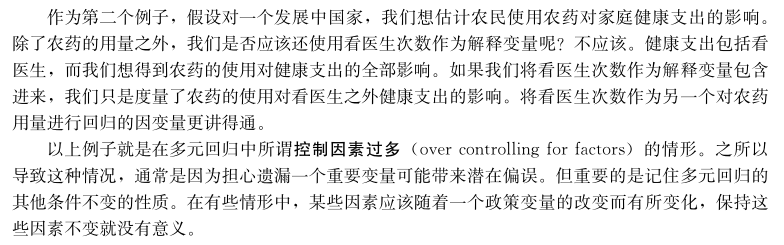 作为第二个例子，假设对一个发展中国家，我们想估计农民使用农药对家庭健康支出的影响。
除了农药的用量之外，我们是否应该还使用看医生次数作为解释变量呢？不应该。健康支出包括看
医生，而我们想得到农药的使用对健康支出的全部影响。如果我们将看医生次数作为解释变量包含
进来，我们只是度量了农药的使用对看医生之外健康支出的影响。将看医生次数作为另一个对农药
用量进行回归的因变量更讲得通。
以上例子就是在多元回归中所谓控制因素过多（over controlling for factors）的情形。之所以
导致这种情况，通常是因为担心遗漏一个重要变量可能带来潜在偏误。但重要的是记住多元回归的
其他条件不变的性质。在有些情形中，某些因素应该随着一个政策变量的改变而有所变化，保持这
些因素不变就没有意义。